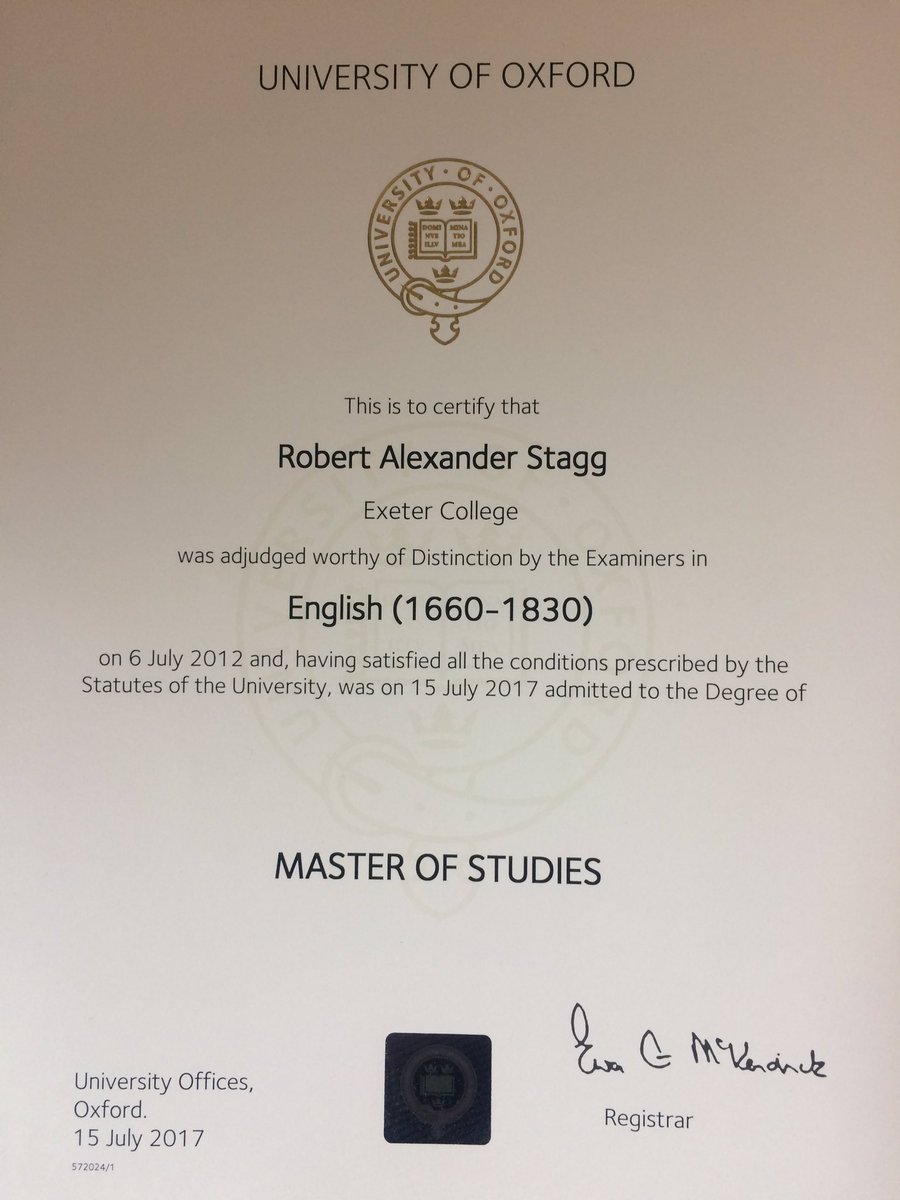 UNIVERSITY OF OXFORD
UNIVERSITY · OF · OXFORD
DOMI MINA
NVS TIO
ILLV MEA
This is to certify that
Robert Alexander Stagg
Exeter College
was adjudged worthy of Distinction by the Examiners in
English (1660-1830)
on 6 July 2012 and, having satisfied all the conditions prescribed by the
Statutes of the University, was on 15 July 2017 admitted to the Degree of
MASTER OF STUDIES
Ewa G McKendrick
Registrar
University Offices,
Oxford.
15 July 2017
572024/1